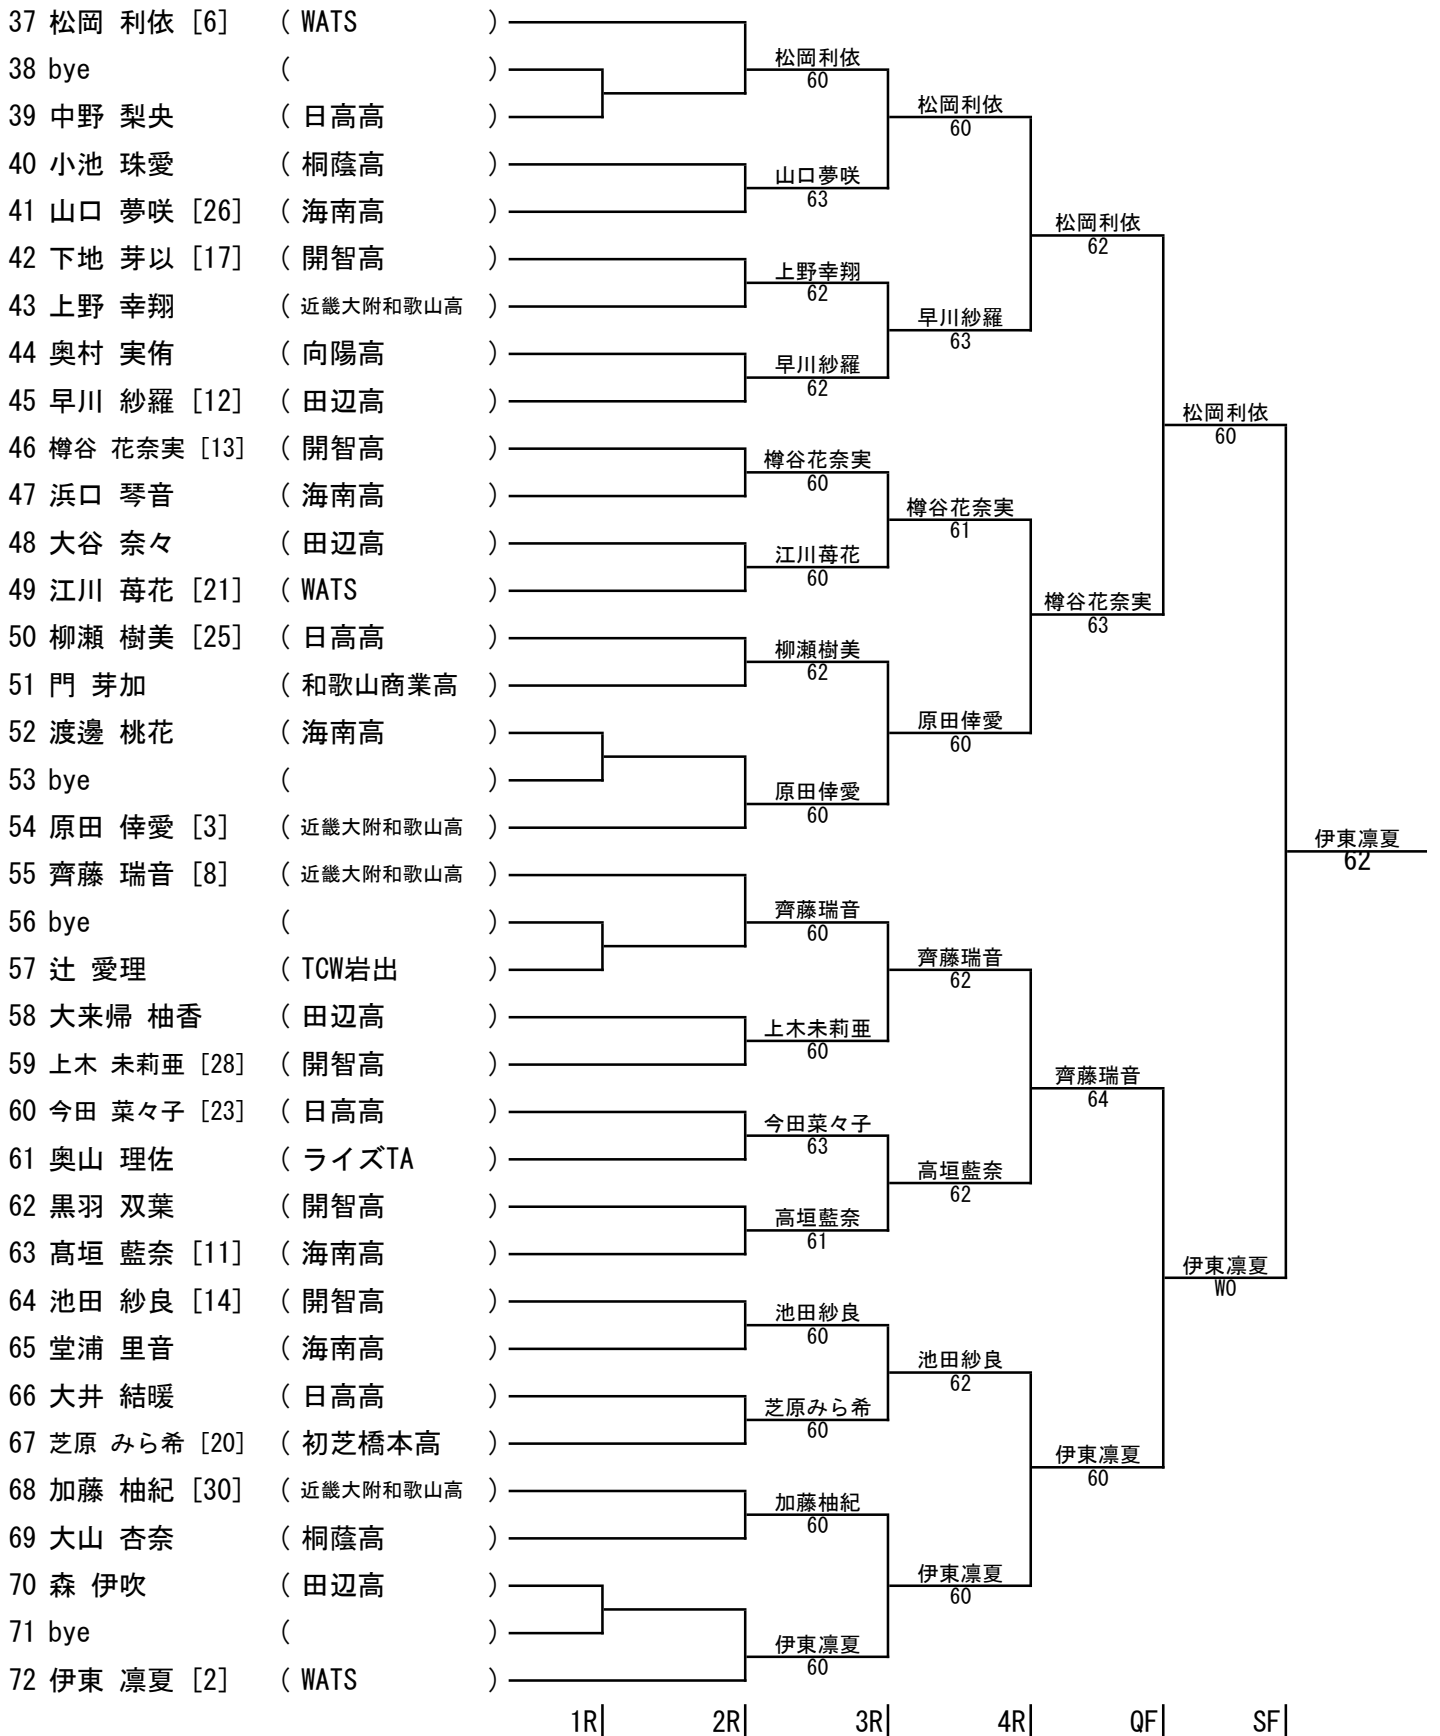 37 松岡 利依 [6] ( WATS )
松岡利依
38 bye ( )
60
松岡利依
39 中野 梨央 ( 日高高 )
60
40 小池 珠愛 ( 桐蔭高 )
山口夢咲
63
41 山口 夢咲 [26] ( 海南高 )
松岡利依
62
42 下地 芽以 [17] ( 開智高 )
上野幸翔
62
43 上野 幸翔 ( 近畿大附和歌山高 )
早川紗羅
63
44 奥村 実侑 ( 向陽高 )
早川紗羅
62
45 早川 紗羅 [12] ( 田辺高 )
松岡利依
60
46 樽谷 花奈実 [13] ( 開智高 )
樽谷花奈実
60
47 浜口 琴音 ( 海南高 )
樽谷花奈実
61
48 大谷 奈々 ( 田辺高 )
江川苺花
60
49 江川 苺花 [21] ( WATS )
樽谷花奈実
63
50 柳瀬 樹美 [25] ( 日高高 )
柳瀬樹美
62
51 門 芽加 ( 和歌山商業高 )
原田倖愛
60
52 渡邊 桃花 ( 海南高 )
53 bye ( )
原田倖愛
60
54 原田 倖愛 [3] ( 近畿大附和歌山高 )
伊東凛夏
62
55 齊藤 瑞音 [8] ( 近畿大附和歌山高 )
齊藤瑞音
60
56 bye ( )
齊藤瑞音
62
57 辻 愛理 ( TCW岩出 )
58 大来帰 柚香 ( 田辺高 )
上木未莉亜
60
59 上木 未莉亜 [28] ( 開智高 )
齊藤瑞音
64
60 今田 菜々子 [23] ( 日高高 )
今田菜々子
63
61 奥山 理佐 ( ライズTA )
高垣藍奈
62
62 黒羽 双葉 ( 開智高 )
高垣藍奈
61
63 髙垣 藍奈 [11] ( 海南高 )
伊東凛夏
WO
64 池田 紗良 [14] ( 開智高 )
池田紗良
60
65 堂浦 里音 ( 海南高 )
池田紗良
62
66 大井 結暖 ( 日高高 )
芝原みら希
60
67 芝原 みら希 [20] ( 初芝橋本高 )
伊東凛夏
60
68 加藤 柚紀 [30] ( 近畿大附和歌山高 )
加藤柚紀
60
69 大山 杏奈 ( 桐蔭高 )
伊東凛夏
60
70 森 伊吹 ( 田辺高 )
71 bye ( )
伊東凛夏
60
72 伊東 凛夏 [2] ( WATS )
1R 2R 3R 4R QF SF